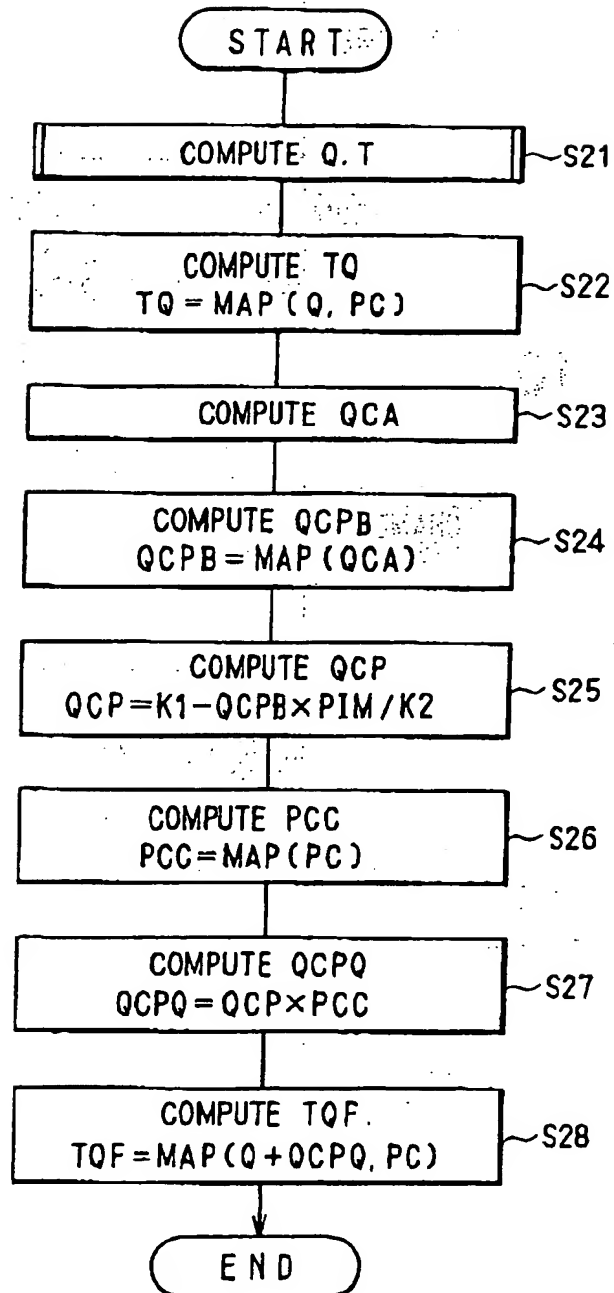 START
COMPUTE Q.T
S21
COMPUTE TQ
TQ=MAP(Q, PC)
S22
COMPUTE QCA
S23
COMPUTE QCPB
QCPB=MAP(QCA)
S24
COMPUTE QCP
QCP=K1-QCPB×PIM/K2
S25
COMPUTE PCC
PCC=MAP(PC)
S26
COMPUTE QCPQ
QCPQ=QCP×PCC
S27
COMPUTE TQF.
TQF=MAP(Q+QCPQ, PC)
S28
END